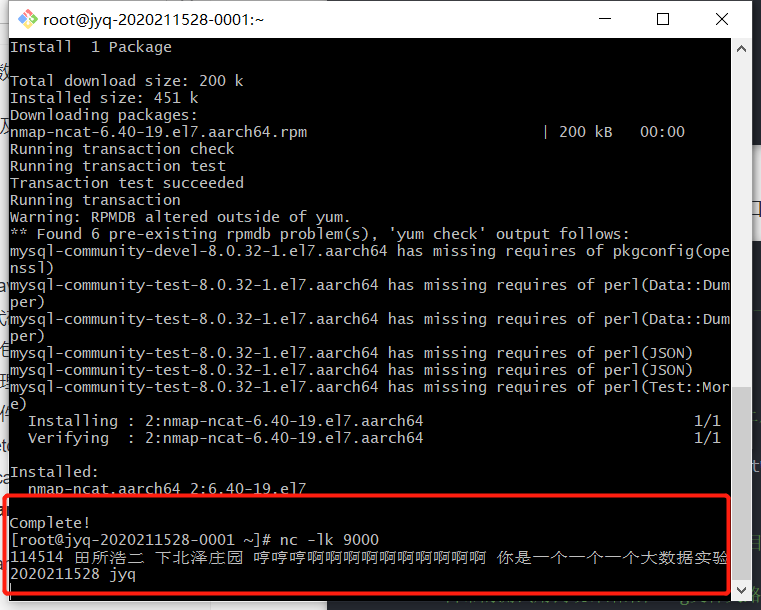 root@jyq-2020211528-0001:~
Install  1 Package
Total download size: 200 k
Installed size: 451 k
Downloading packages:
nmap-ncat-6.40-19.el7.aarch64.rpm | 200 kB   00:00
Running transaction check
Running transaction test
Transaction test succeeded
Running transaction
Warning: RPMDB altered outside of yum.
** Found 6 pre-existing rpmdb problem(s), 'yum check' output follows:
mysql-community-devel-8.0.32-1.el7.aarch64 has missing requires of pkgconfig(ope
nssl)
mysql-community-test-8.0.32-1.el7.aarch64 has missing requires of perl(Data::Dum
per)
mysql-community-test-8.0.32-1.el7.aarch64 has missing requires of perl(Data::Dum
per)
mysql-community-test-8.0.32-1.el7.aarch64 has missing requires of perl(JSON)
mysql-community-test-8.0.32-1.el7.aarch64 has missing requires of perl(JSON)
mysql-community-test-8.0.32-1.el7.aarch64 has missing requires of perl(Test::Mor
e)
Installing : 2:nmap-ncat-6.40-19.el7.aarch64 1/1
Verifying  : 2:nmap-ncat-6.40-19.el7.aarch64 1/1
Installed:
nmap-ncat.aarch64 2:6.40-19.el7
Complete!
[root@jyq-2020211528-0001 ~]# nc -lk 9000
114514 田所浩二 下北泽庄园 哼哼哼啊啊啊啊啊啊啊啊啊啊 你是一个一个一个大数据实验
2020211528 jyq